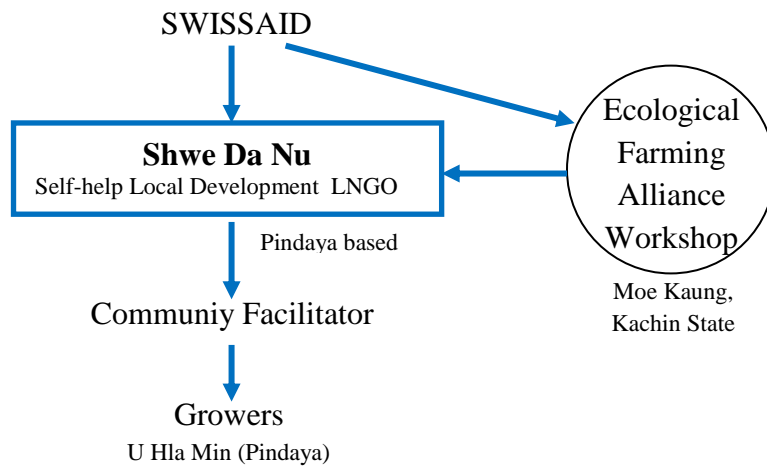 SWISSAID
Shwe Da Nu
Self-help Local Development LNGO
Pindaya based
Communiy Facilitator
Growers
U Hla Min (Pindaya)
Ecological
Farming
Alliance
Workshop
Moe Kaung,
Kachin State